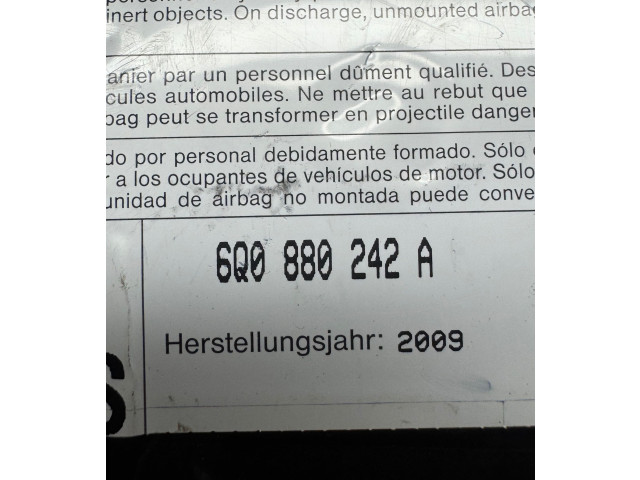 inert objects. On discharge, unmounted airbag
anier par un personnel dûment qualifié. Des
cules automobiles. Ne mettre au rebut que
bag peut se transformer en projectile danger
do por personal debidamente formado. Sólo
r a los ocupantes de vehículos de motor. Sólo
unidad de airbag no montada puede conve
6Q0 880 242 A
Herstellungsjahr: 2009
S